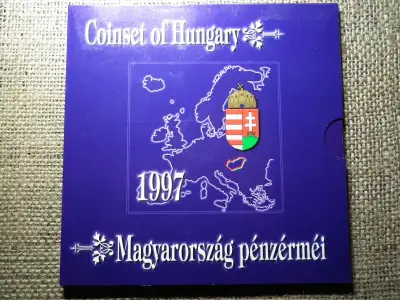 Coinset of Hungary
1997
Magyarország pénzérméi